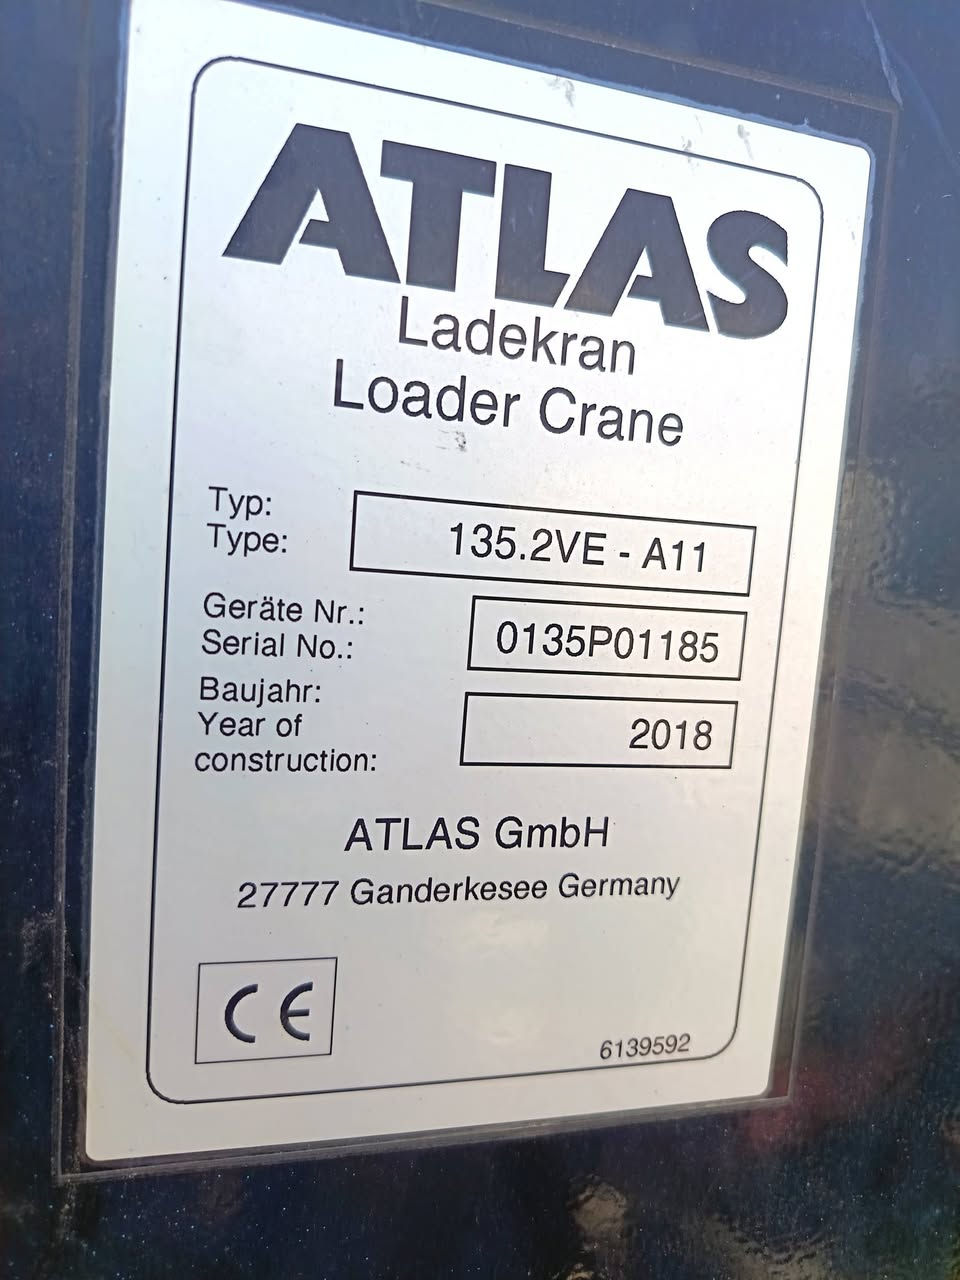 ATLAS
Ladekran
Loader Crane
Typ:
Type:
135.2VE - A11
Geräte Nr.:
Serial No.:
0135P01185
Baujahr:
Year of
construction:
2018
ATLAS GmbH
27777 Ganderkesee Germany
CE
6139592